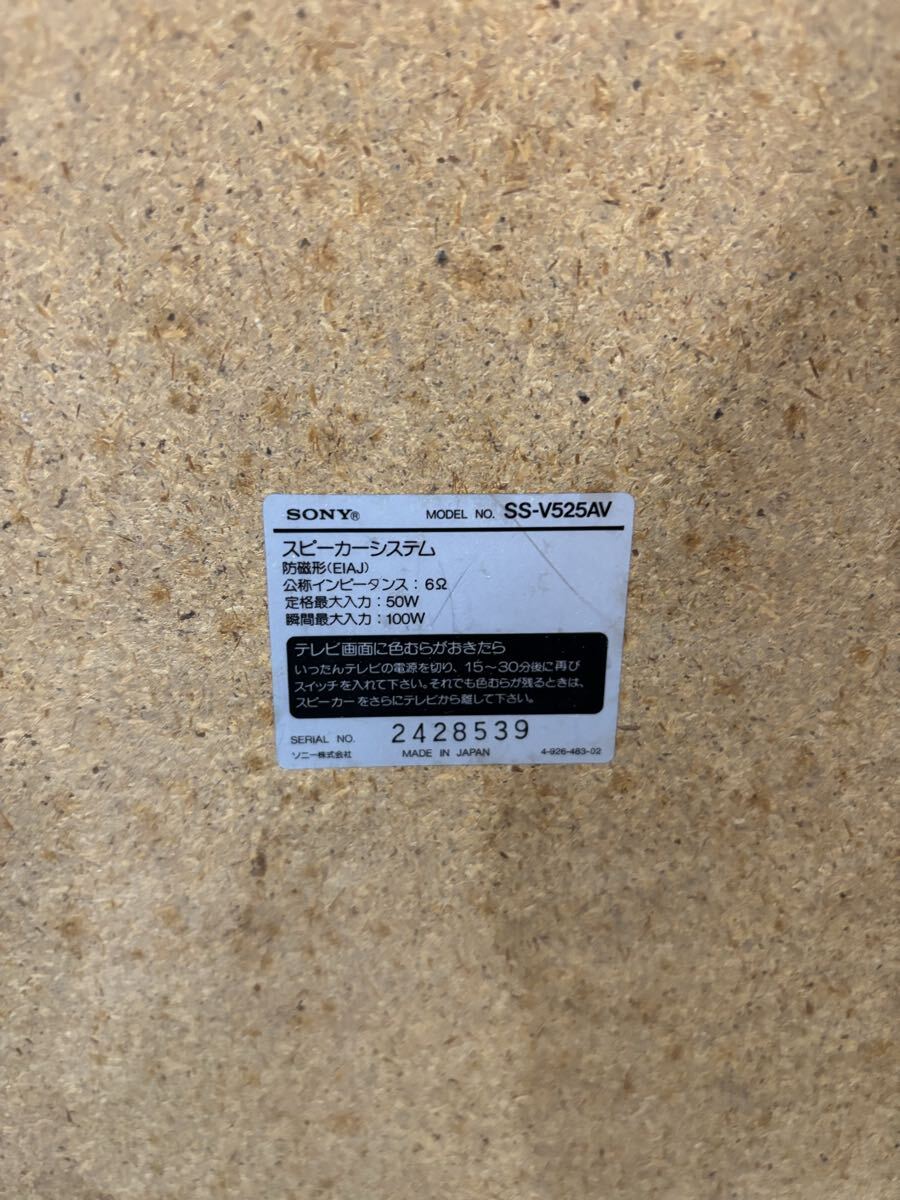 SONY® MODEL NO. SS-V525AV
スピーカーシステム
防磁形(EIAJ)
公称インピーダンス：6Ω
定格最大入力：50W
瞬間最大入力：100W
テレビ画面に色むらがおきたら
いったんテレビの電源を切り、15～30分後に再び
スイッチを入れて下さい。それでも色むらが残るときは、
スピーカーをさらにテレビから離して下さい。
SERIAL NO. 2428539
ソニー株式会社 MADE IN JAPAN 4-926-483-02